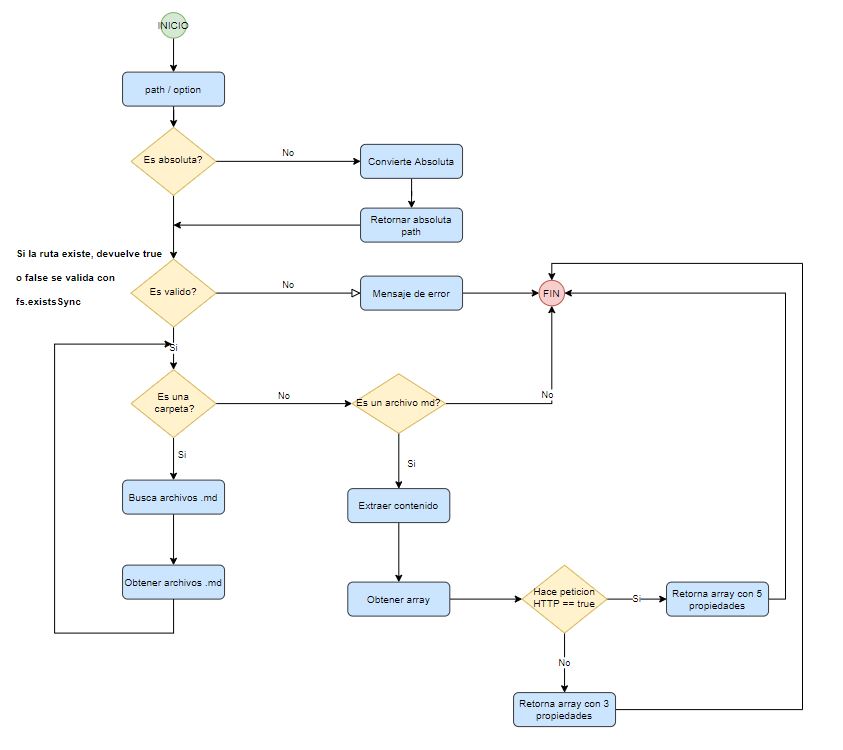 INICIO
path / option
Es absoluta?
No
Convierte Absoluta
Retornar absoluta
path
Si la ruta existe, devuelve true
o false se valida con
fs.existsSync
Es valido?
No
Mensaje de error
FIN
Si
Es una
carpeta?
No
Es un archivo md?
No
Si
Si
Busca archivos .md
Extraer contenido
Obtener archivos .md
Obtener array
Hace peticion
HTTP == true
Si
Retorna array con 5
propiedades
No
Retorna array con 3
propiedades